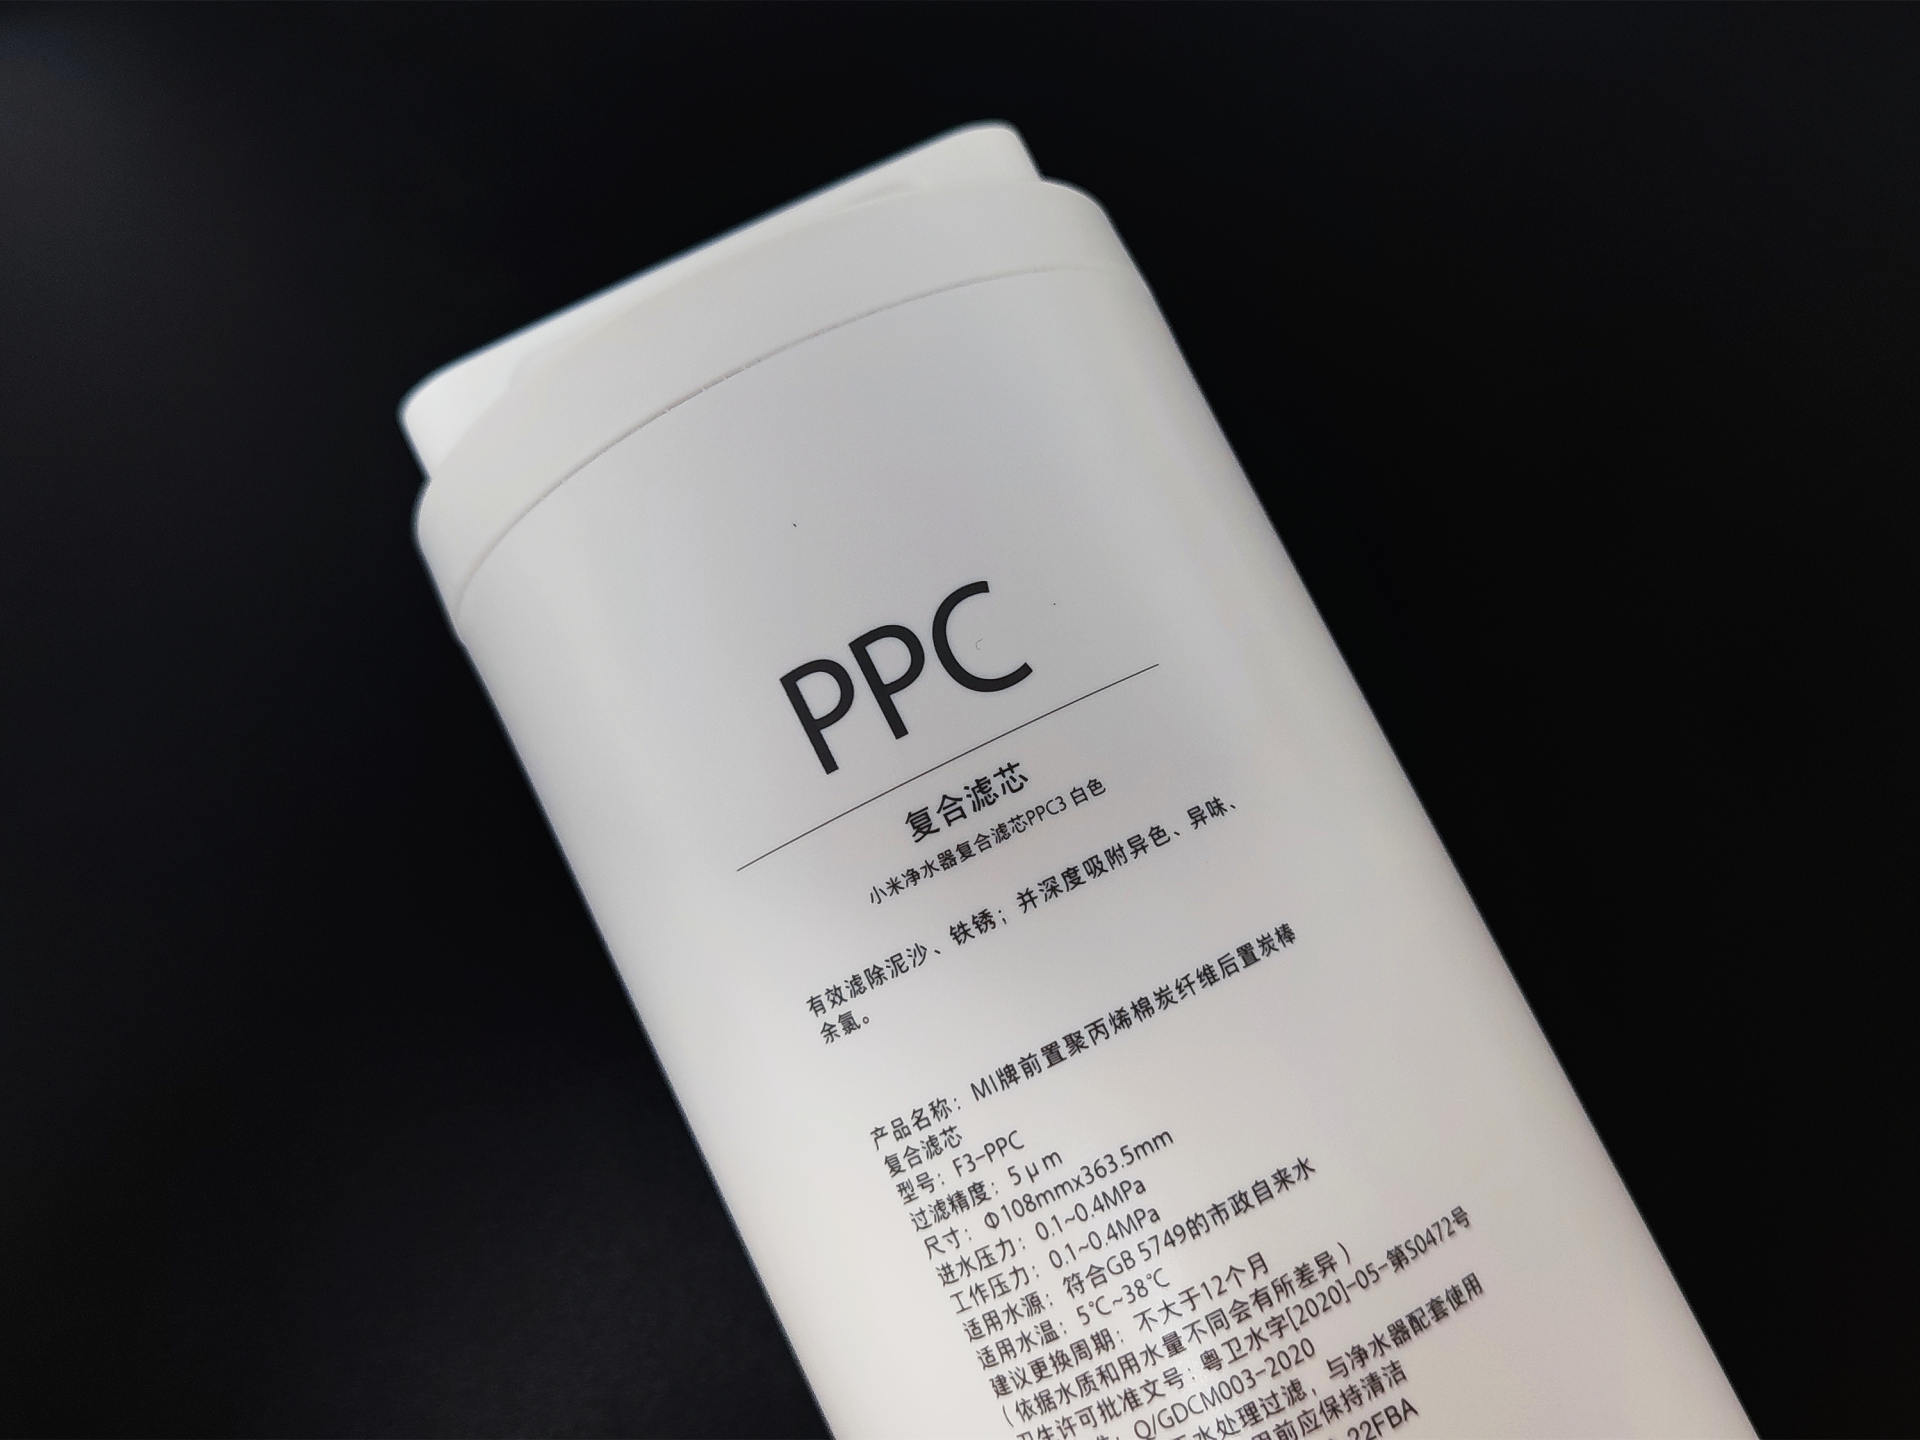 PPC
复合滤芯
小米净水器复合滤芯PPC3 白色
有效滤除泥沙、铁锈；并深度吸附异色、异味、
余氯。
产品名称：MI牌前置聚丙烯棉炭纤维后置炭棒
复合滤芯
型号：F3-PPC
过滤精度：5μm
尺寸：Φ108mmx363.5mm
进水压力：0.1~0.4MPa
工作压力：0.1~0.4MPa
适用水源：符合GB 5749的市政自来水
适用水温：5℃~38℃
建议更换周期：不大于12个月
（依据水质和用水量不同会有所差异）
卫生许可批准文号：粤卫水字[2020]-05-第S0472号
Q/GDCM003-2020
水处理过滤，与净水器配套使用
前应保持清洁
22FBA